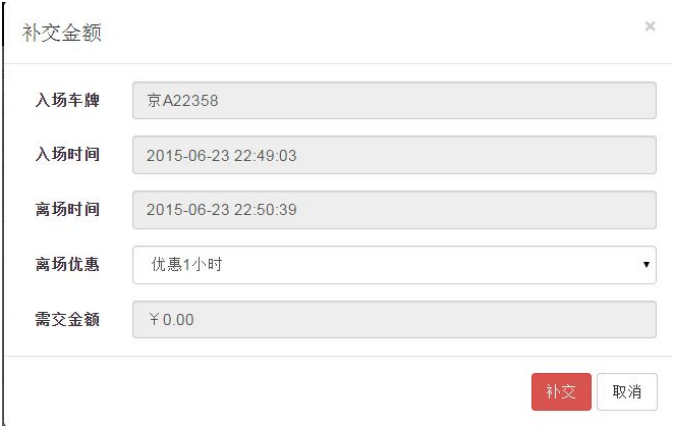 补交金额 ×
入场车牌 京A22358
入场时间 2015-06-23 22:49:03
离场时间 2015-06-23 22:50:39
离场优惠 优惠1小时
需交金额 ￥0.00
补交 取消